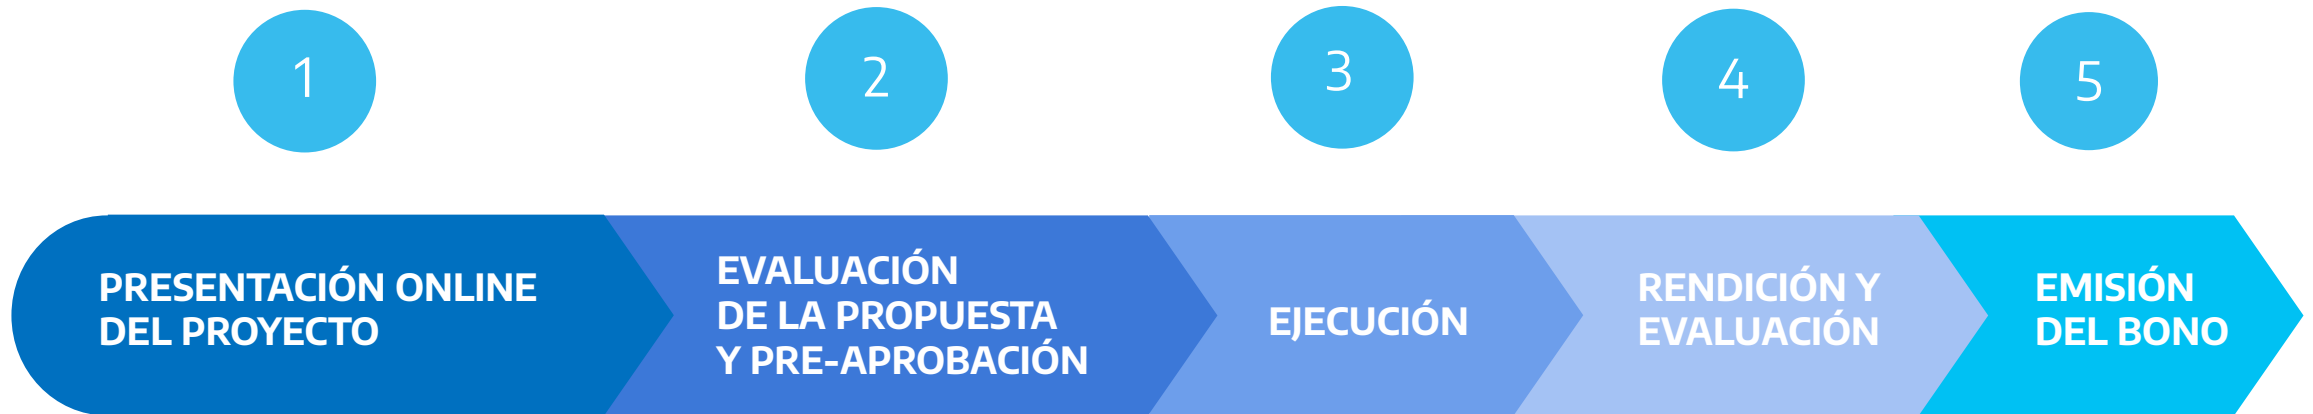 1
2
3
4
5
PRESENTACIÓN ONLINE
DEL PROYECTO
EVALUACIÓN
DE LA PROPUESTA
Y PRE-APROBACIÓN
EJECUCIÓN
RENDICIÓN Y
EVALUACIÓN
EMISIÓN
DEL BONO